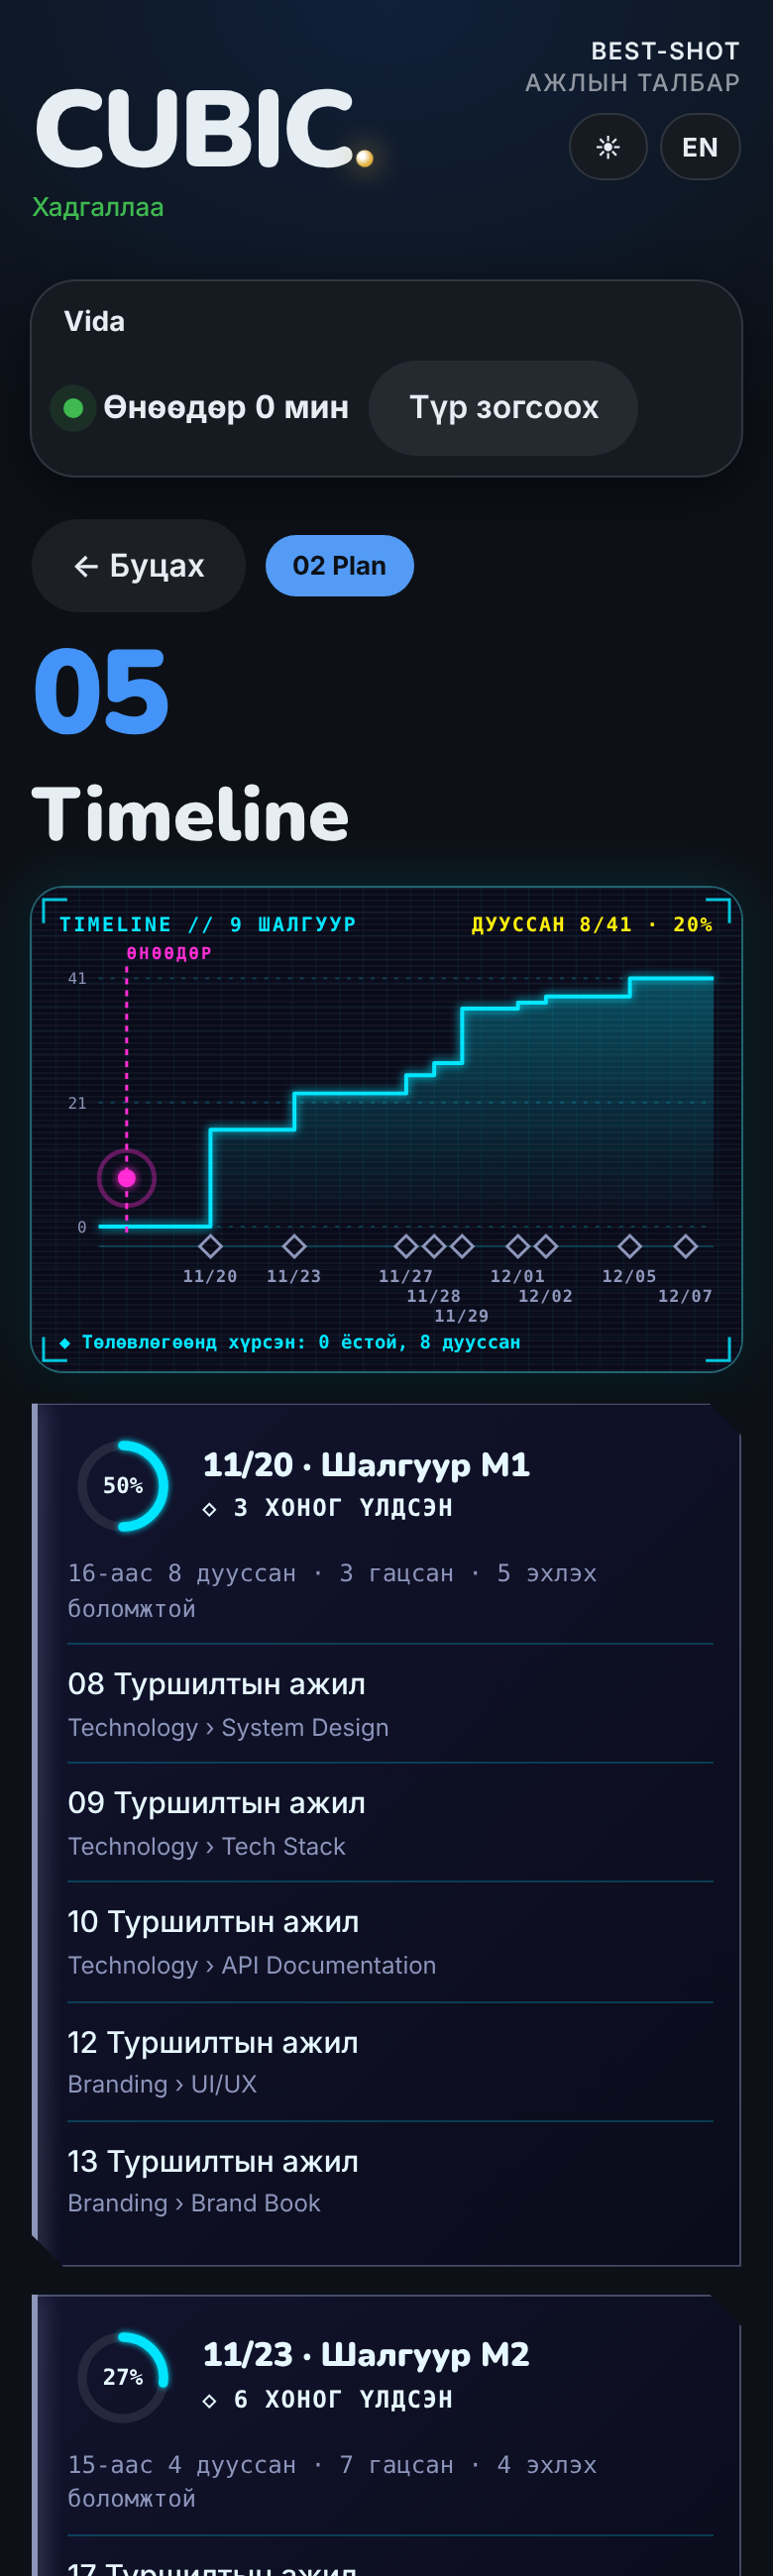 BEST-SHOT
АЖЛЫН ТАЛБАР
CUBIC.
☀ EN
Хадгаллаа
Vida
Өнөөдөр 0 мин Түр зогсоох
← Буцах 02 Plan
05
Timeline
TIMELINE // 9 ШАЛГУУР ДУУССАН 8/41 · 20%
ӨНӨӨДӨР
41
21
0
11/20 11/23 11/27 12/01 12/05
11/28 12/02 12/07
11/29
◆ Төлөвлөгөөнд хүрсэн: 0 ёстой, 8 дууссан
50% 11/20 · Шалгуур M1
◇ 3 ХОНОГ ҮЛДСЭН
16-аас 8 дууссан · 3 гацсан · 5 эхлэх
боломжтой
08 Туршилтын ажил
Technology › System Design
09 Туршилтын ажил
Technology › Tech Stack
10 Туршилтын ажил
Technology › API Documentation
12 Туршилтын ажил
Branding › UI/UX
13 Туршилтын ажил
Branding › Brand Book
27% 11/23 · Шалгуур M2
◇ 6 ХОНОГ ҮЛДСЭН
15-аас 4 дууссан · 7 гацсан · 4 эхлэх
боломжтой
17 Туршилтын ажил